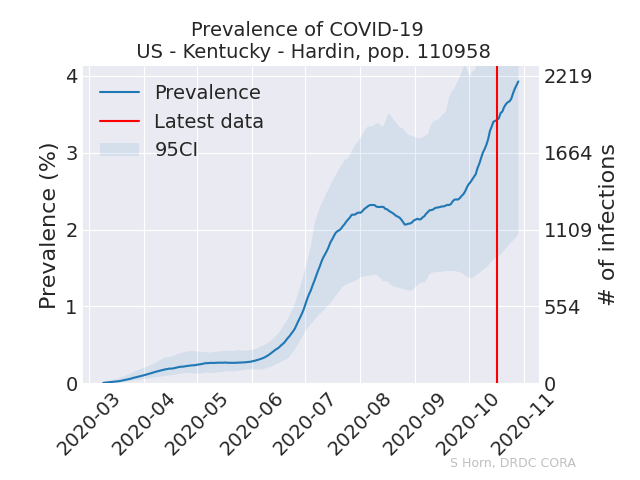 Prevalence of COVID-19
US - Kentucky - Hardin, pop. 110958
Prevalence
Latest data
95CI
Prevalence (%)
4
3
2
1
0
2219
1664
1109
554
0
# of infections
2020-03
2020-04
2020-05
2020-06
2020-07
2020-08
2020-09
2020-10
2020-11
S Horn, DRDC CORA